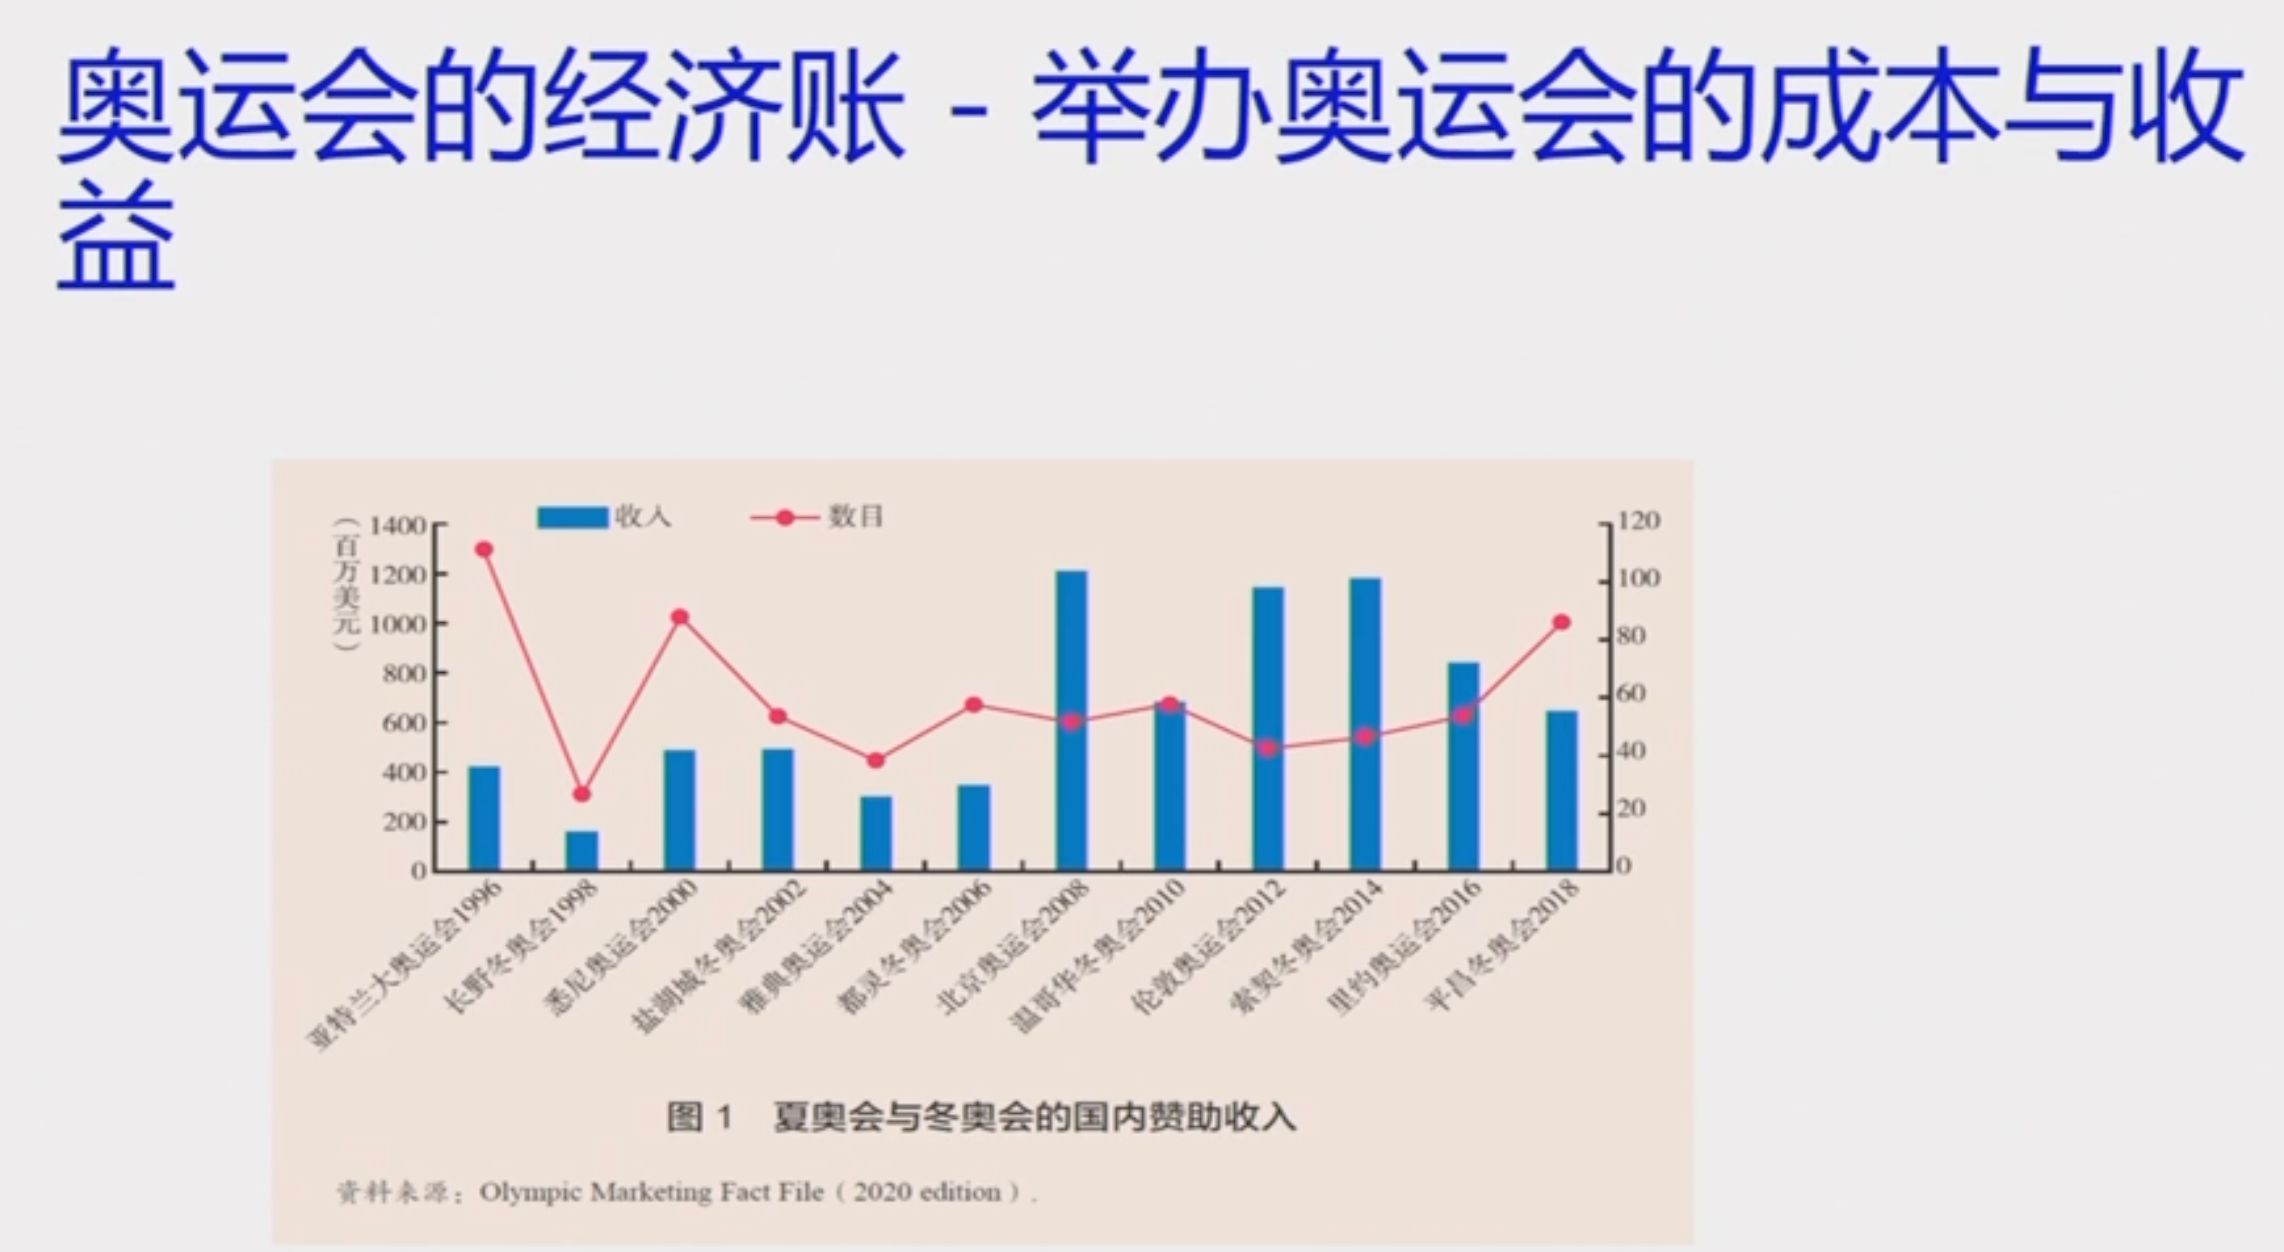 奥运会的经济账 - 举办奥运会的成本与收
益
收入
数目
（百万美元）
1400
1200
1000
800
600
400
200
0
120
100
80
60
40
20
0
亚特兰大奥运会1996
长野冬奥会1998
悉尼奥运会2000
盐湖城冬奥会2002
雅典奥运会2004
都灵冬奥会2006
北京奥运会2008
温哥华冬奥会2010
伦敦奥运会2012
索契冬奥会2014
里约奥运会2016
平昌冬奥会2018
图 1　夏奥会与冬奥会的国内赞助收入
资料来源：Olympic Marketing Fact File（2020 edition）.